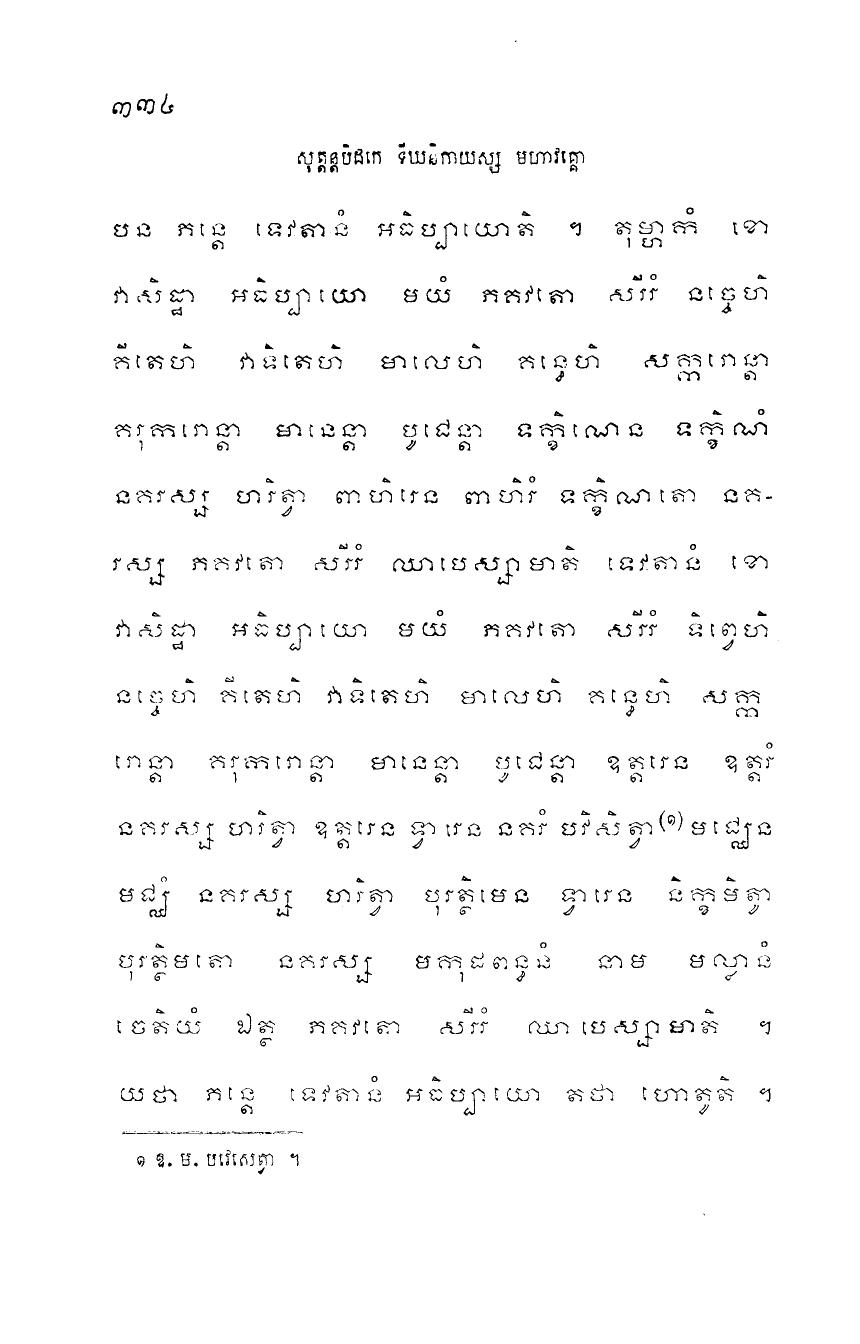 ៣៣៤
សុត្តន្តបិដកេ ទីឃនិកាយស្ស មហាវគ្គោ
បន ភន្តេ ទេវតានំ អធិប្បាយោតិ ។ តុម្ហាកំ ខោ
វាសិដ្ឋា អធិប្បាយោ មយំ ភគវតោ សរីរំ នច្ចេហិ
គីតេហិ វាទិតេហិ មាលេហិ គន្ធេហិ សក្ការោន្តា
គរុការោន្តា មានេន្តា បូជេន្តា ទក្ខិណេន ទក្ខិណំ
នគរស្ស ហរិត្វា ពាហិរេន ពាហិរំ ទក្ខិណតោ នគ-
រស្ស ភគវតោ សរីរំ ឈាបេស្សាមាតិ ទេវតានំ ខោ
វាសិដ្ឋា អធិប្បាយោ មយំ ភគវតោ សរីរំ ទិព្វេហិ
នច្ចេហិ គីតេហិ វាទិតេហិ មាលេហិ គន្ធេហិ សក្ក
រោន្តា គរុការោន្តា មានេន្តា បូជេន្តា ឧត្តរេន ឧត្តរំ
នគរស្ស ហរិត្វា ឧត្តរេន ទ្វារេន នគរំ បវិសិត្វា(១) មជ្ឈេន
មជ្ឈំ នគរស្ស ហរិត្វា បុរត្ថិមេន ទ្វារេន និក្ខមិត្វា
បុរត្ថិមតោ នគរស្ស មកុដពន្ធនំ នាម មល្លានំ
ចេតិយំ ឯត្ថ ភគវតោ សរីរំ ឈាបេស្សាមាតិ ។
យថា ភន្តេ ទេវតានំ អធិប្បាយោ តថា ហោតូតិ ។
១ ឱ. ម. បវេសេត្វា ។